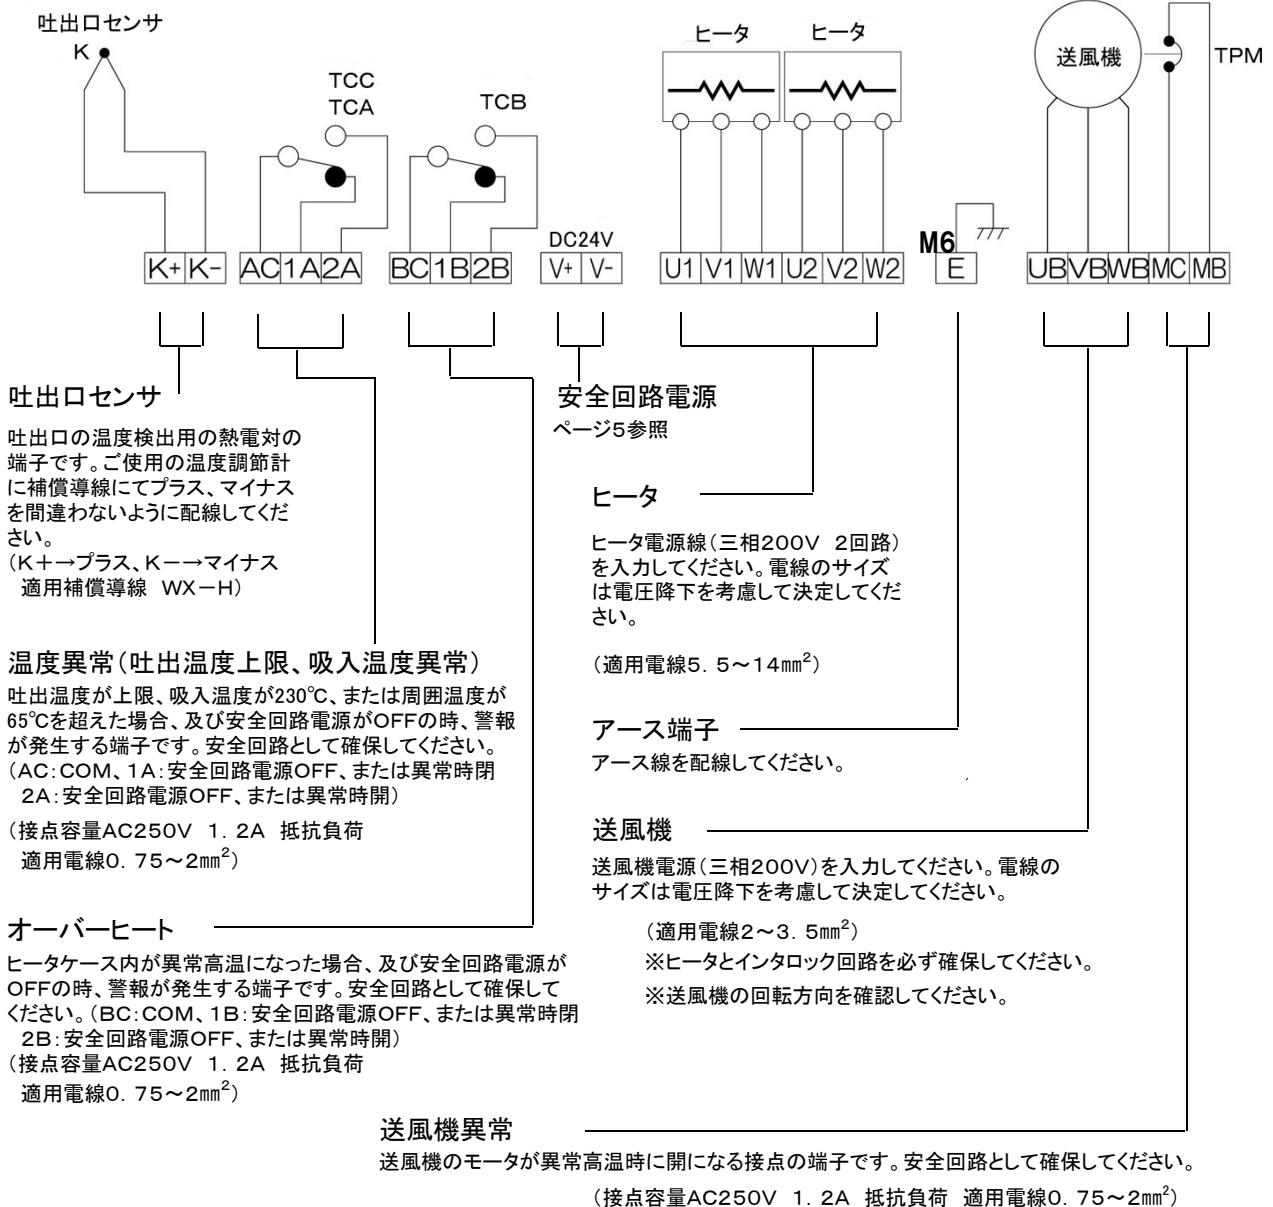 吐出口センサ
K
TCC
TCA
TCB
ヒータ
ヒータ
送風機
TPM
DC24V
M6
K+ K-
AC 1A 2A
BC 1B 2B
V+ V-
U1 V1 W1 U2 V2 W2
E
UB VB WB MC MB
吐出口センサ
吐出口の温度検出用の熱電対の
端子です。ご使用の温度調節計
に補償導線にてプラス、マイナス
を間違わないように配線してくだ
さい。
(K+→プラス、K-→マイナス
適用補償導線 WX-H)
温度異常(吐出温度上限、吸入温度異常)
吐出温度が上限、吸入温度が230℃、または周囲温度が
65℃を超えた場合、及び安全回路電源がOFFの時、警報
が発生する端子です。安全回路として確保してください。
(AC:COM、1A:安全回路電源OFF、または異常時閉
2A:安全回路電源OFF、または異常時開)
(接点容量AC250V 1.2A 抵抗負荷
適用電線0.75~2mm²)
オーバーヒート
ヒータケース内が異常高温になった場合、及び安全回路電源が
OFFの時、警報が発生する端子です。安全回路として確保して
ください。(BC:COM、1B:安全回路電源OFF、または異常時閉
2B:安全回路電源OFF、または異常時開)
(接点容量AC250V 1.2A 抵抗負荷
適用電線0.75~2mm²)
安全回路電源
ページ5参照
ヒータ
ヒータ電源線(三相200V 2回路)
を入力してください。電線のサイズ
は電圧降下を考慮して決定してくだ
さい。
(適用電線5.5~14mm²)
アース端子
アース線を配線してください。
送風機
送風機電源(三相200V)を入力してください。電線の
サイズは電圧降下を考慮して決定してください。
(適用電線2~3.5mm²)
※ヒータとインタロック回路を必ず確保してください。
※送風機の回転方向を確認してください。
送風機異常
送風機のモータが異常高温時に開になる接点の端子です。安全回路として確保してください。
(接点容量AC250V 1.2A 抵抗負荷 適用電線0.75~2mm²)